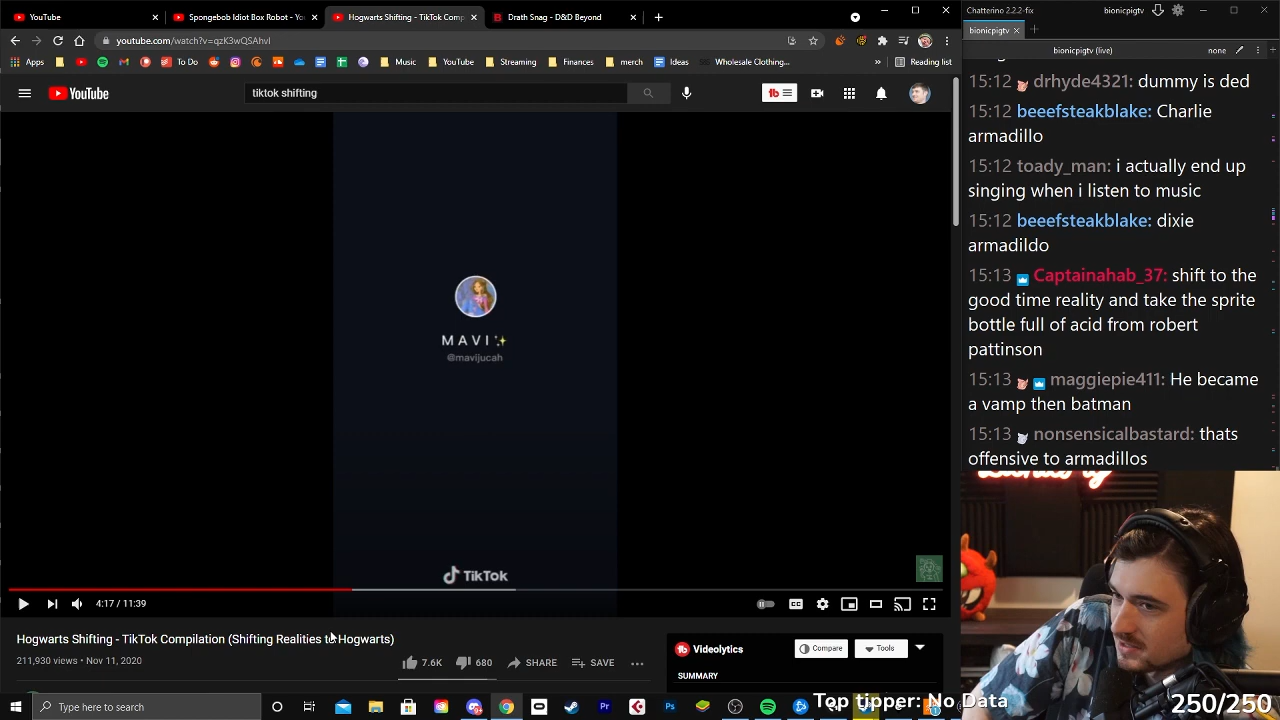 YouTube
Spongebob Idiot Box Robot - Yo
Hogwarts Shifting - TikTok Comp
Drath Snag - D&D Beyond
Chatterino 2.2.2-fix
bionicpigtv
bionicpigtv
youtube.com/watch?v=qzK3wQSAhvI
bionicpigtv (live)
none
Apps
To Do
Music
YouTube
Streaming
Finances
merch
Ideas
Wholesale Clothing...
Reading list
YouTube
tiktok shifting
15:12 drhyde4321: dummy is ded
15:12 beeefsteakblake: Charlie
armadillo
15:12 toady_man: i actually end up
singing when i listen to music
15:12 beeefsteakblake: dixie
armadildo
15:13 Captainahab_37: shift to the
good time reality and take the sprite
bottle full of acid from robert
pattinson
15:13 maggiepie411: He became
a vamp then batman
15:13 nonsensicalbastard: thats
offensive to armadillos
MAVI
@mavijucah
TikTok
4:17 / 11:39
Hogwarts Shifting - TikTok Compilation (Shifting Realities to Hogwarts)
211,930 views • Nov 11, 2020
7.6K
680
SHARE
SAVE
Videolytics
Compare
Tools
SUMMARY
Type here to search
Top tipper: No Data
250/250